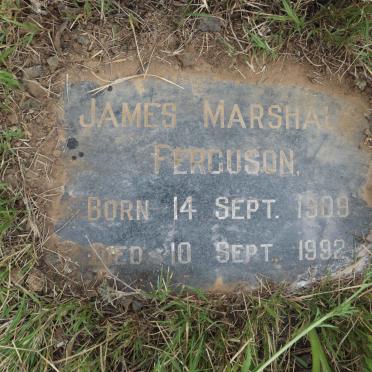 JAMES MARSHALL
FERGUSON.
BORN 14 SEPT. 1909
DIED 10 SEPT. 1992